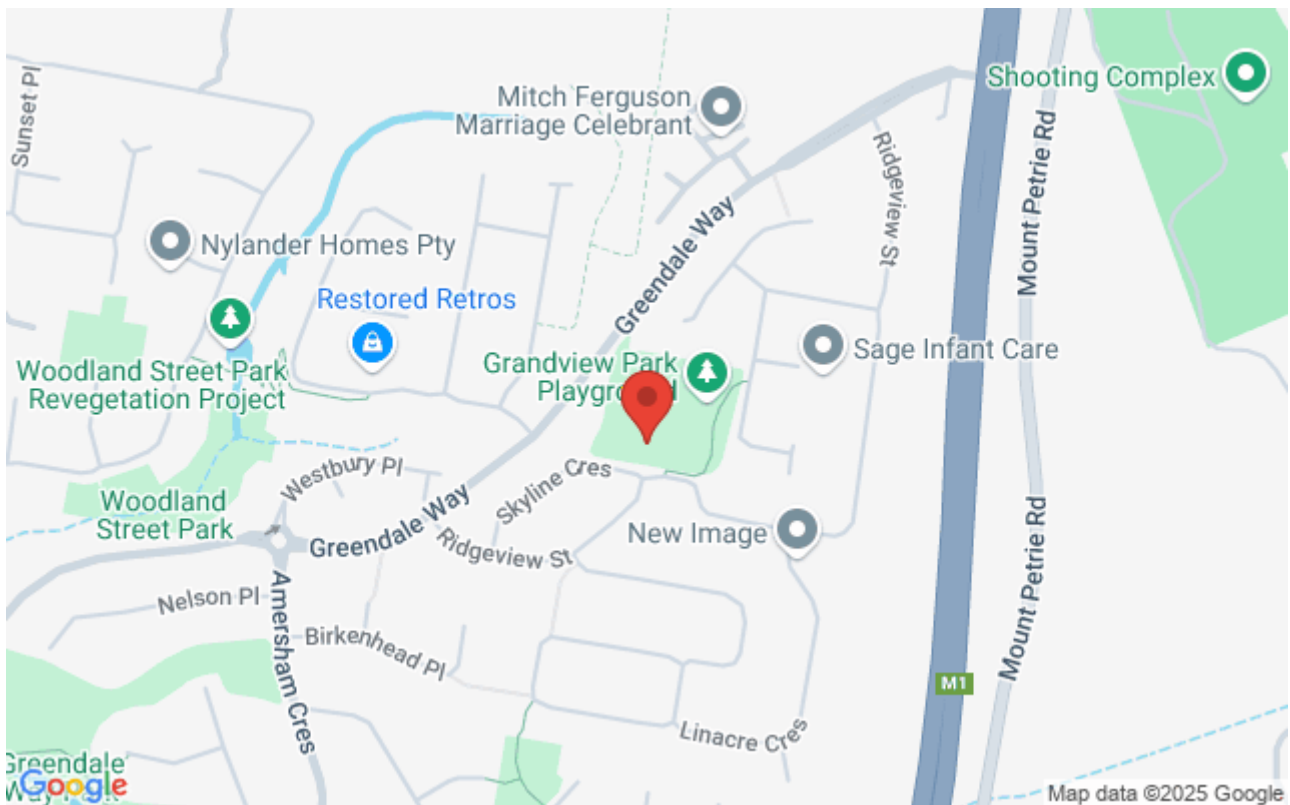 Sunset Pl
Mitch Ferguson
Marriage Celebrant
Shooting Complex
Mount Petrie Rd
Ridgeview St
Greendale Way
Nylander Homes Pty
Restored Retros
Woodland Street Park
Revegetation Project
Grandview Park
Sage Infant Care
Westbury Pl
Skyline Cres
Woodland
Street Park
Greendale Way
Ridgeview St
New Image
Mount Petrie Rd
Nelson Pl
Amersham Cres
Birkenhead Pl
M1
Linacre Cres
Greendale
Google
Map data ©2025 Google